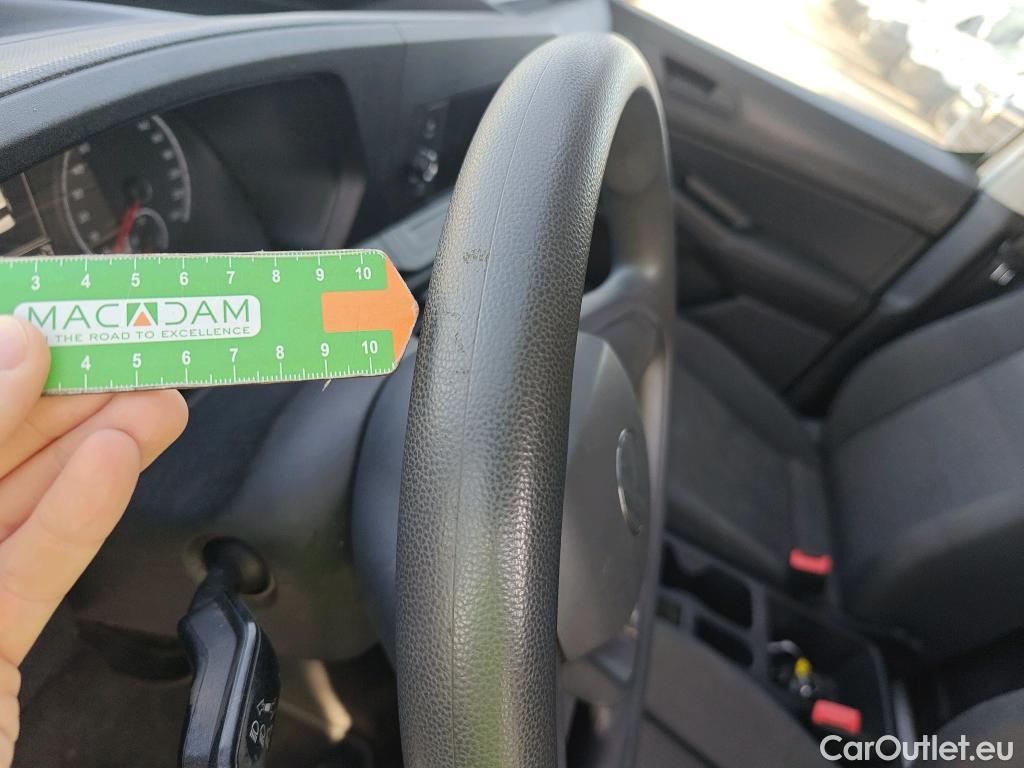 3 4 5 6 7 8 9 10
MACADAM
THE ROAD TO EXCELLENCE
4 5 6 7 8 9 10
CarOutlet.eu